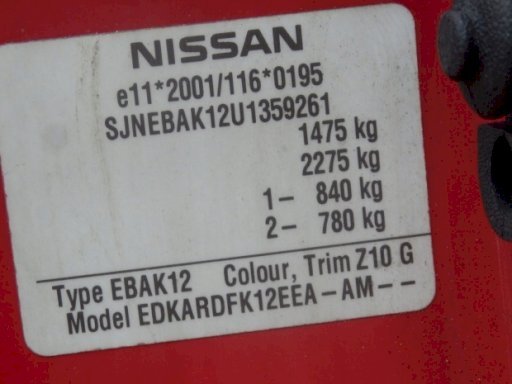 NISSAN
e11*2001/116*0195
SJNEBAK12U1359261
1475 kg
2275 kg
1- 840 kg
2- 780 kg
Type EBAK12 Colour, Trim Z10 G
Model EDKARDFK12EEA-AM--